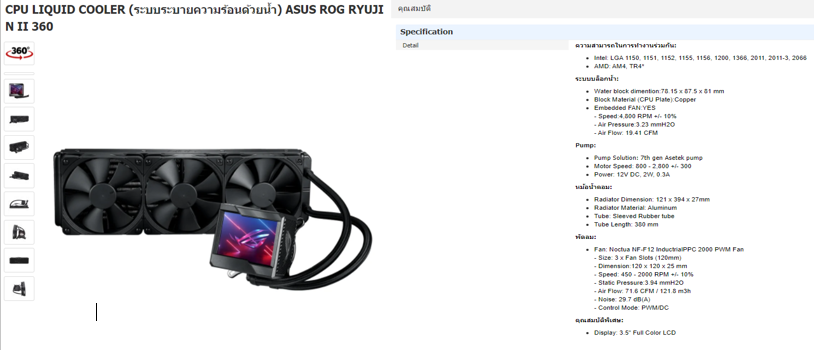 CPU LIQUID COOLER (ระบบระบายความร้อนด้วยน้ำ) ASUS ROG RYUJI
N II 360
360°
คุณสมบัติ
Specification
Detail
ความสามารถในการทำงานร่วมกัน:
Intel: LGA 1150, 1151, 1152, 1155, 1156, 1200, 1366, 2011, 2011-3, 2066
AMD: AM4, TR4*
ระบบบล็อกน้ำ:
Water block dimention:78.15 x 87.5 x 81 mm
Block Material (CPU Plate):Copper
Embedded FAN:YES
- Speed:4,800 RPM +/- 10%
- Air Pressure:3.23 mmH2O
- Air Flow: 19.41 CFM
Pump:
Pump Solution: 7th gen Asetek pump
Motor Speed: 800 - 2,800 +/- 300
Power: 12V DC, 2W, 0.3A
หม้อน้ำคอม:
Radiator Dimension: 121 x 394 x 27mm
Radiator Material: Aluminum
Tube: Sleeved Rubber tube
Tube Length: 380 mm
พัดลม:
Fan: Noctua NF-F12 IndustrialPPC 2000 PWM Fan
- Size: 3 x Fan Slots (120mm)
- Dimension:120 x 120 x 25 mm
- Speed: 450 - 2000 RPM +/- 10%
- Static Pressure:3.94 mmH2O
- Air Flow: 71.6 CFM / 121.8 m3h
- Noise: 29.7 dB(A)
- Control Mode: PWM/DC
คุณสมบัติพิเศษ:
Display: 3.5" Full Color LCD